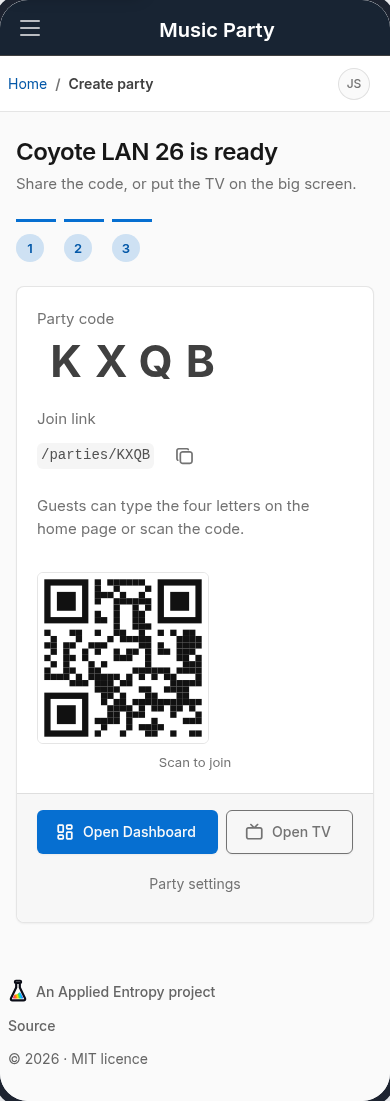 Music Party
Home / Create party
JS
Coyote LAN 26 is ready
Share the code, or put the TV on the big screen.
1 2 3
Party code
K X Q B
Join link
/parties/KXQB
Guests can type the four letters on the
home page or scan the code.
Scan to join
Open Dashboard
Open TV
Party settings
An Applied Entropy project
Source
© 2026 · MIT licence